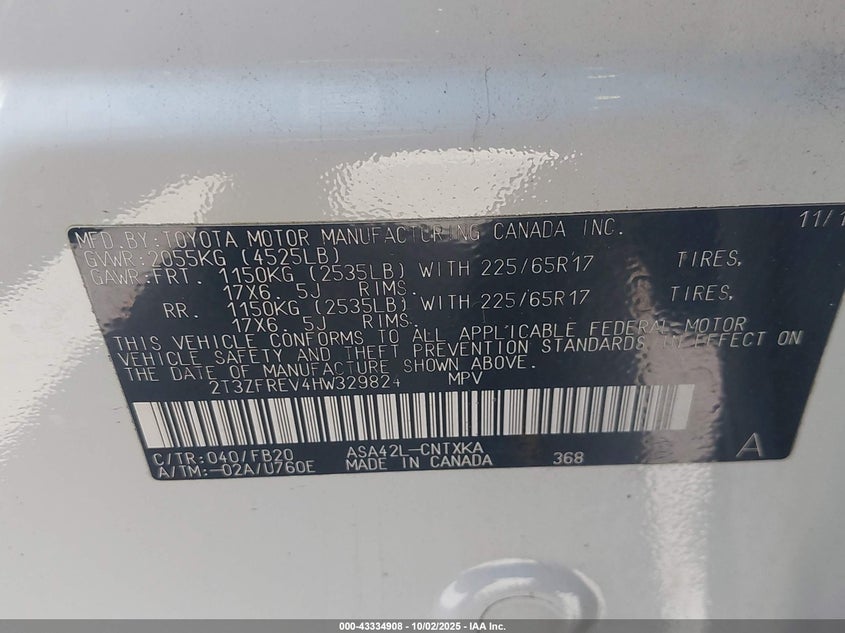 MFD.BY:TOYOTA MOTOR MANUFACTURING CANADA INC. 11/1
GVWR:2055KG (4525LB)
GAWR:FRT. 1150KG (2535LB) WITH 225/65R17 TIRES,
17X6. 5J RIMS.
RR. 1150KG (2535LB) WITH 225/65R17 TIRES,
17X6. 5J RIMS.
THIS VEHICLE CONFORMS TO ALL APPLICABLE FEDERAL MOTOR
VEHICLE SAFETY AND THEFT PREVENTION STANDARDS IN EFFECT ON
THE DATE OF MANUFACTURE SHOWN ABOVE.
2T3ZFREV4HW329824 MPV
C/TR:040/FB20 ASA42L-CNTXKA
A/TM:-02A/U760E MADE IN CANADA 368 A
000-43334908 - 10/02/2025 - IAA Inc.